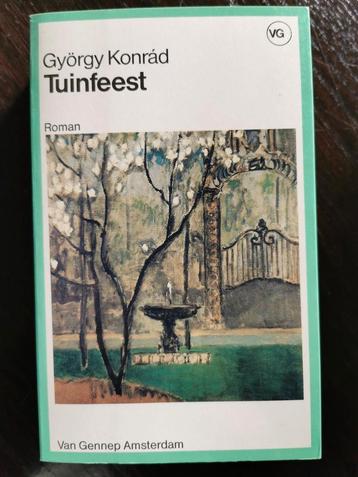 VG
György Konrád
Tuinfeest
Roman
Van Gennep Amsterdam